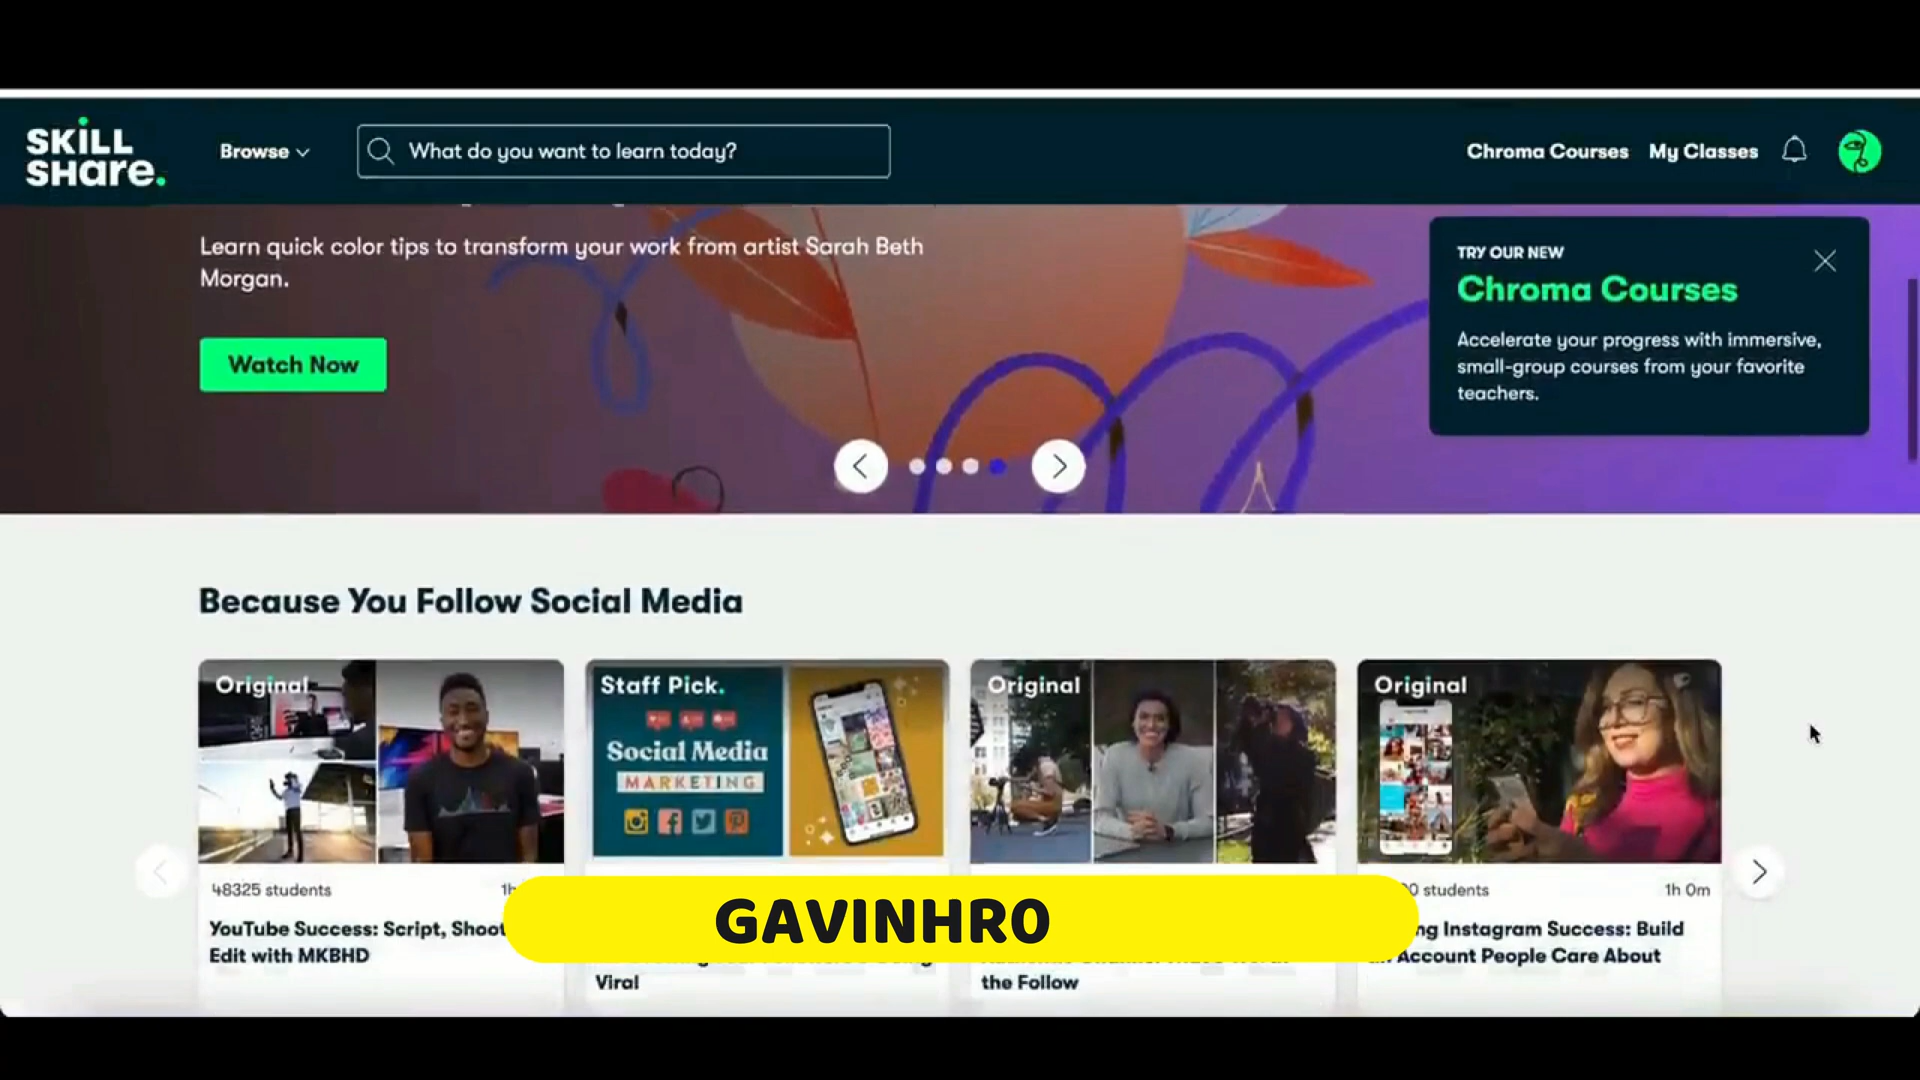 SKILL
SHare.
Browse
What do you want to learn today?
Chroma Courses
My Classes
Learn quick color tips to transform your work from artist Sarah Beth
Morgan.
Watch Now
TRY OUR NEW
Chroma Courses
Accelerate your progress with immersive,
small-group courses from your favorite
teachers.
Because You Follow Social Media
Original
Staff Pick.
Social Media
MARKETING
Original
Original
48325 students
1h
students
1h 0m
YouTube Success: Script, Shoot
Edit with MKBHD
GAVINHR0
Viral
the Follow
Instagram Success: Build
Account People Care About